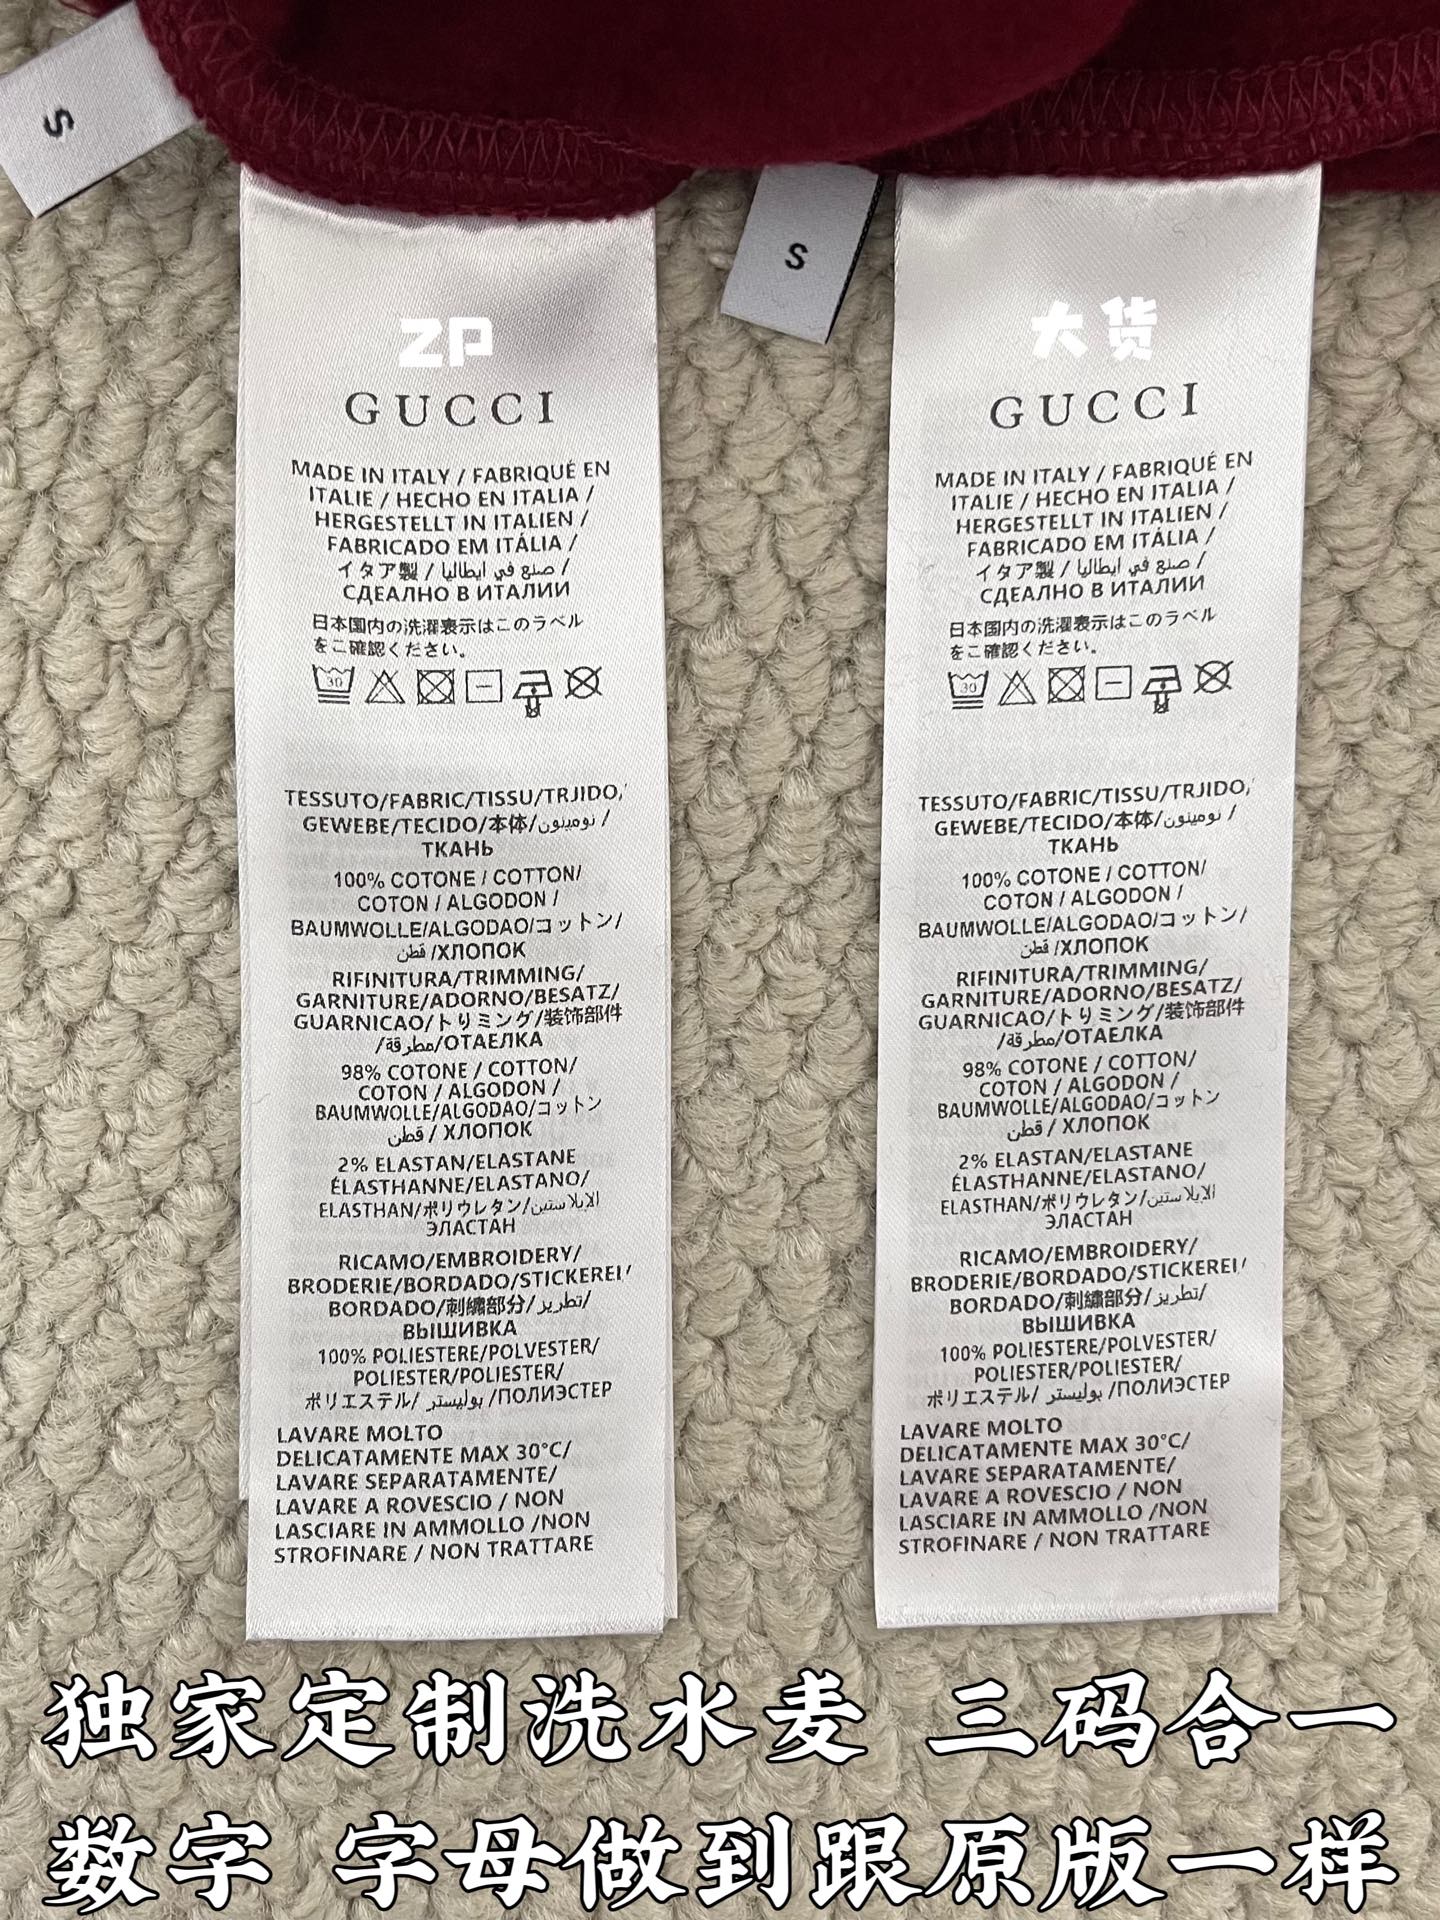 S
ZP
GUCCI
MADE IN ITALY / FABRIQUÉ EN
ITALIE / HECHO EN ITALIA /
HERGESTELLT IN ITALIEN /
FABRICADO EM ITÁLIA /
イタア製 / صنع في ايطاليا /
СДЕАЛНО В ИТАЛИИ
日本国内の洗濯表示はこのラベル
をご確認ください。
30
TESSUTO/FABRIC/TISSU/TRJIDO,
GEWEBE/TECIDO/本体/نومينون /
ТКАНЬ
100% COTONE / COTTON/
COTON / ALGODON /
BAUMWOLLE/ALGODAO/コットン/
قطن /ХЛОПОК
RIFINITURA/TRIMMING/
GARNITURE/ADORNO/BESATZ/
GUARNICAO/トりミング/装饰部件
/مطرقة/ОТАЕЛКА
98% COTONE / COTTON/
COTON / ALGODON /
BAUMWOLLE/ALGODAO/コットン
قطن / ХЛОПОК
2% ELASTAN/ELASTANE
ÉLASTHANNE/ELASTANO/
ELASTHAN/ポリウレタン/الايلاستين
ЭЛАСТАН
RICAMO/EMBROIDERY/
BRODERIE/BORDADO/STICKEREI/
BORDADO/刺繡部分/تطريز/
ВЫШИВКА
100% POLIESTERE/POLVESTER/
POLIESTER/POLIESTER/
ポリエステル/ بوليستر /ПОЛИЭСТЕР
LAVARE MOLTO
DELICATAMENTE MAX 30°C/
LAVARE SEPARATAMENTE/
LAVARE A ROVESCIO / NON
LASCIARE IN AMMOLLO /NON
STROFINARE / NON TRATTARE
S
大货
GUCCI
MADE IN ITALY / FABRIQUÉ EN
ITALIE / HECHO EN ITALIA /
HERGESTELLT IN ITALIEN /
FABRICADO EM ITÁLIA /
イタア製 / صنع في ايطاليا /
СДЕАЛНО В ИТАЛИИ
日本国内の洗濯表示はこのラベル
をご確認ください。
30
TESSUTO/FABRIC/TISSU/TRJIDO,
GEWEBE/TECIDO/本体/نومينون /
ТКАНЬ
100% COTONE / COTTON/
COTON / ALGODON /
BAUMWOLLE/ALGODAO/コットン/
قطن /ХЛОПОК
RIFINITURA/TRIMMING/
GARNITURE/ADORNO/BESATZ/
GUARNICAO/トりミング/装饰部件
/مطرقة/ОТАЕЛКА
98% COTONE / COTTON/
COTON / ALGODON /
BAUMWOLLE/ALGODAO/コットン
قطن / ХЛОПОК
2% ELASTAN/ELASTANE
ÉLASTHANNE/ELASTANO/
ELASTHAN/ポリウレタン/الايلاستين
ЭЛАСТАН
RICAMO/EMBROIDERY/
BRODERIE/BORDADO/STICKEREI/
BORDADO/刺繡部分/تطريز/
ВЫШИВКА
100% POLIESTERE/POLVESTER/
POLIESTER/POLIESTER/
ポリエステル/ بوليستر /ПОЛИЭСТЕР
LAVARE MOLTO
DELICATAMENTE MAX 30°C/
LAVARE SEPARATAMENTE/
LAVARE A ROVESCIO / NON
LASCIARE IN AMMOLLO /NON
STROFINARE / NON TRATTARE
独家定制洗水麦 三码合一
数字 字母做到跟原版一样